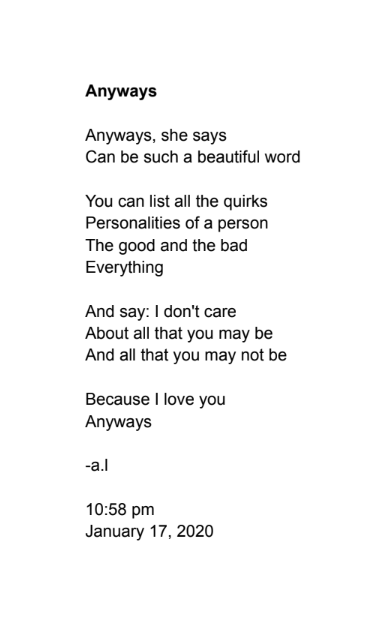 Anyways
Anyways, she says
Can be such a beautiful word
You can list all the quirks
Personalities of a person
The good and the bad
Everything
And say: I don't care
About all that you may be
And all that you may not be
Because I love you
Anyways
-a.l
10:58 pm
January 17, 2020